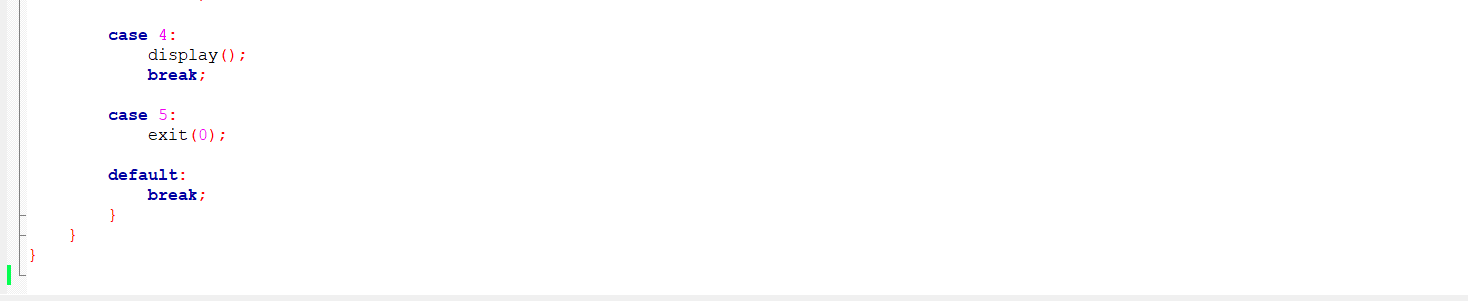 case 4:
display();
break;
case 5:
exit(0);
default:
break;
}
}
}